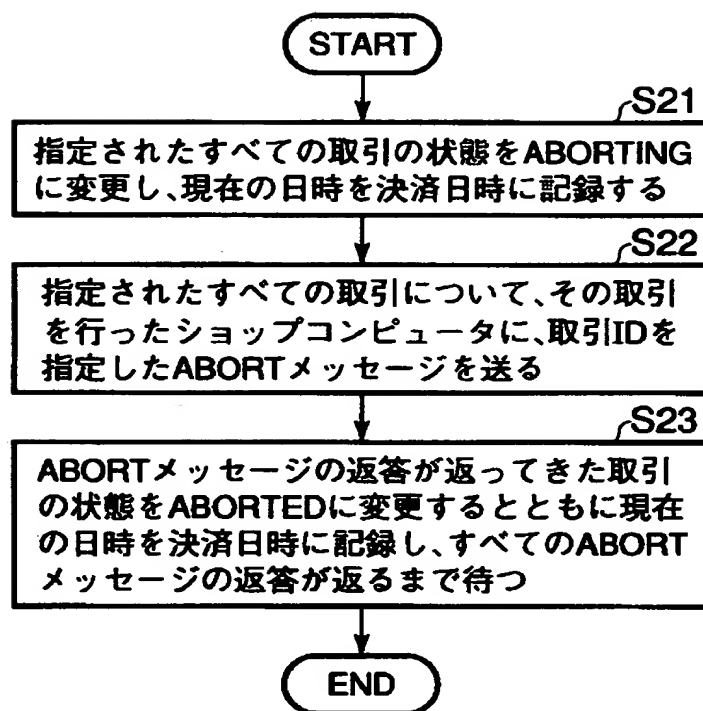 START
S21
指定されたすべての取引の状態をABORTING
に変更し、現在の日時を決済日時に記録する
S22
指定されたすべての取引について、その取引
を行ったショップコンピュータに、取引IDを
指定したABORTメッセージを送る
S23
ABORTメッセージの返答が返ってきた取引
の状態をABORTEDに変更するとともに現在
の日時を決済日時に記録し、すべてのABORT
メッセージの返答が返るまで待つ
END